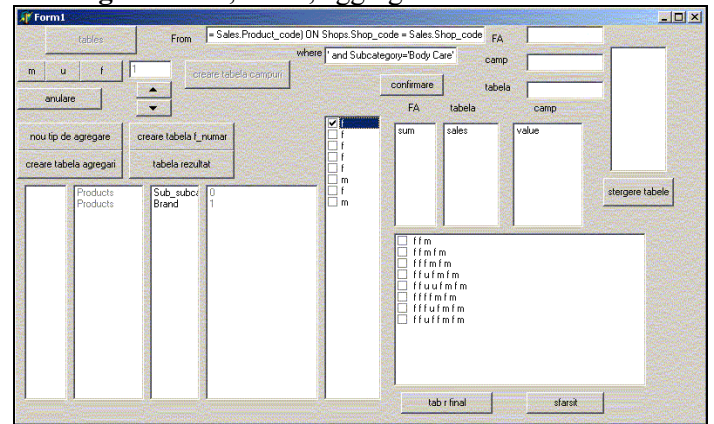 Form1
tables
From
= Sales.Product_code) ON Shops.Shop_code = Sales.Shop_code
FA
where
' and Subcategory='Body Care'
camp
m u f
1
creare tabela campuri
confirmare
tabela
anulare
FA tabela camp
nou tip de agregare
creare tabela f_numar
creare tabela agregari
tabela rezultat
f
f
f
f
m
f
m
sum
sales
value
stergere tabele
Products Sub_subca 0
Products Brand 1
f f m
f f m f m
f f f m f m
f f u f m f m
f f u u f m f m
f f f f m f m
f f f u f m f m
f f u f f m f m
tab r final
sfarsit